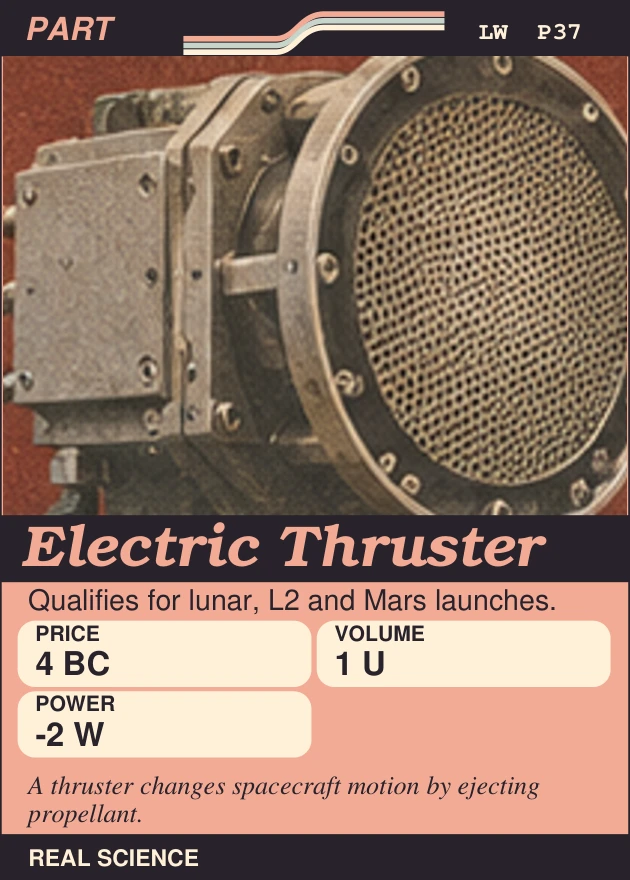 PART
LW P37
Electric Thruster
Qualifies for lunar, L2 and Mars launches.
PRICE
4 BC
VOLUME
1 U
POWER
-2 W
A thruster changes spacecraft motion by ejecting
propellant.
REAL SCIENCE